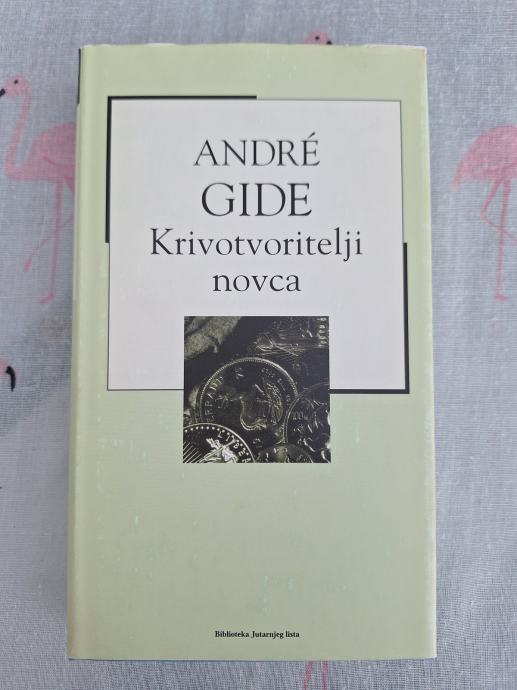 ANDRÉ
GIDE
Krivotvoritelji
novca
Biblioteka Jutarnjeg lista